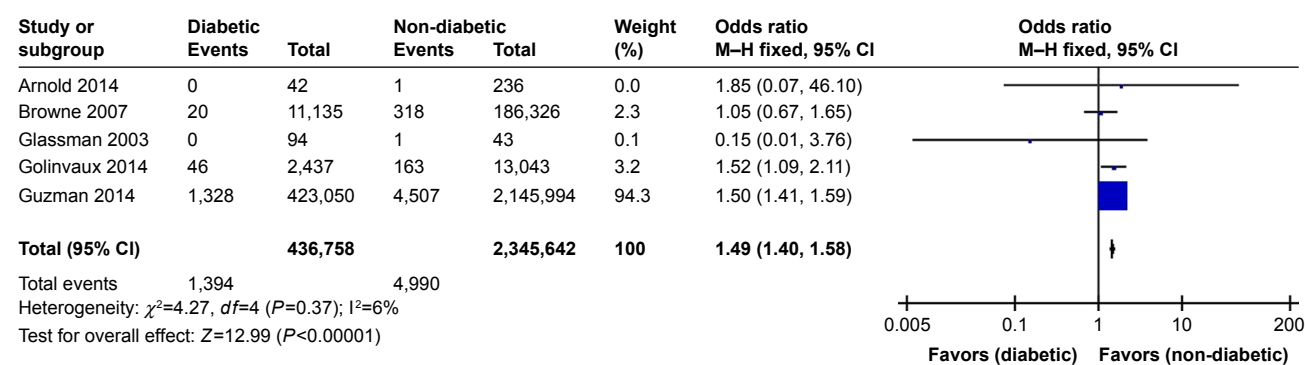 Study or Diabetic Non-diabetic Weight Odds ratio Odds ratio
subgroup Events Total Events Total (%) M–H fixed, 95% CI M–H fixed, 95% CI
Arnold 2014 0 42 1 236 0.0 1.85 (0.07, 46.10)
Browne 2007 20 11,135 318 186,326 2.3 1.05 (0.67, 1.65)
Glassman 2003 0 94 1 43 0.1 0.15 (0.01, 3.76)
Golinvaux 2014 46 2,437 163 13,043 3.2 1.52 (1.09, 2.11)
Guzman 2014 1,328 423,050 4,507 2,145,994 94.3 1.50 (1.41, 1.59)
Total (95% CI) 436,758 2,345,642 100 1.49 (1.40, 1.58)
Total events 1,394 4,990
Heterogeneity: χ²=4.27, df=4 (P=0.37); I²=6%
Test for overall effect: Z=12.99 (P<0.00001)
0.005 0.1 1 10 200
Favors (diabetic) Favors (non-diabetic)